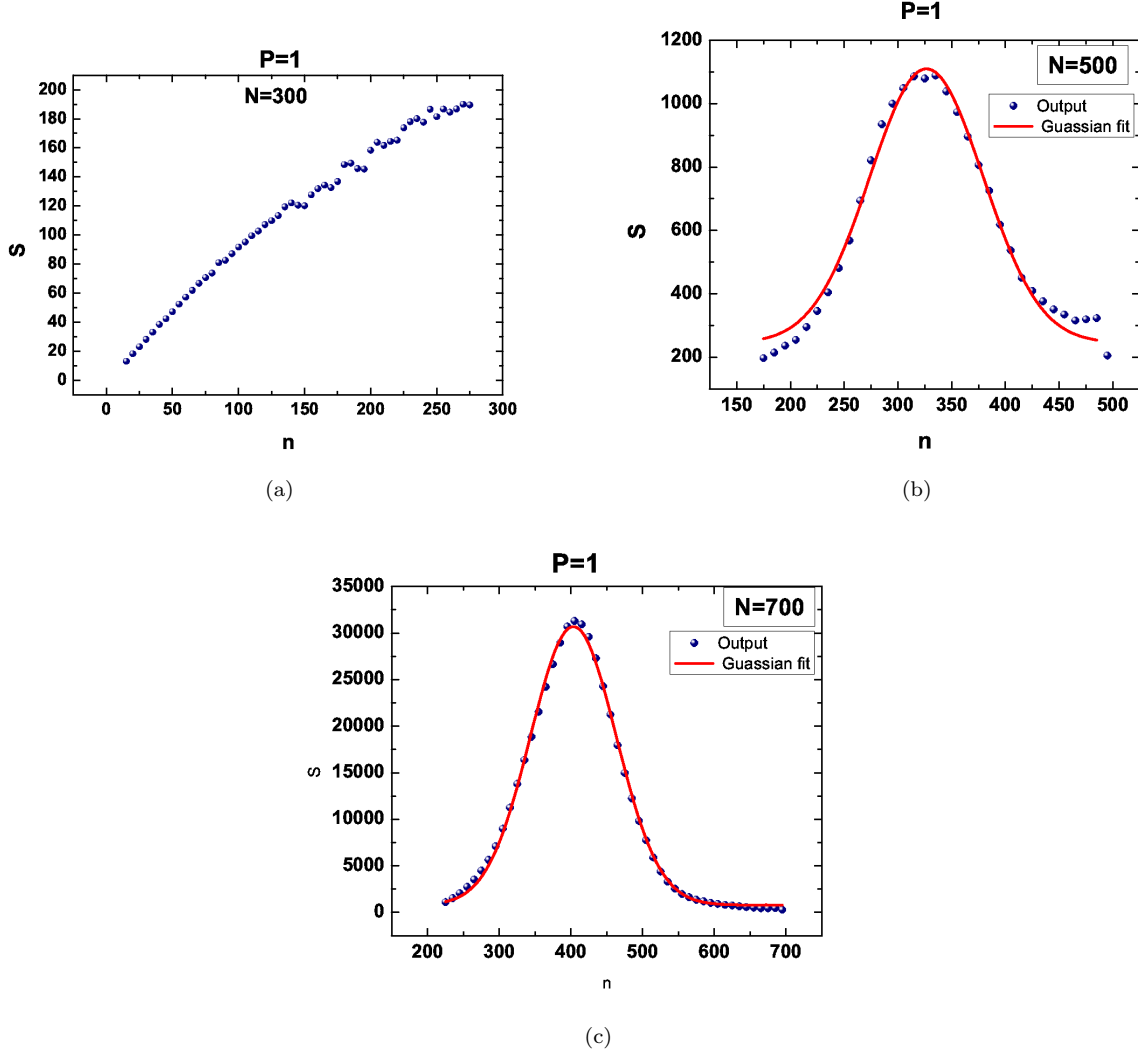 P=1
N=300
S
200
180
160
140
120
100
80
60
40
20
0
0 50 100 150 200 250 300
n
(a)
P=1
N=500
Output
Guassian fit
S
1200
1000
800
600
400
200
150 200 250 300 350 400 450 500
n
(b)
P=1
N=700
Output
Guassian fit
S
35000
30000
25000
20000
15000
10000
5000
0
200 300 400 500 600 700
n
(c)